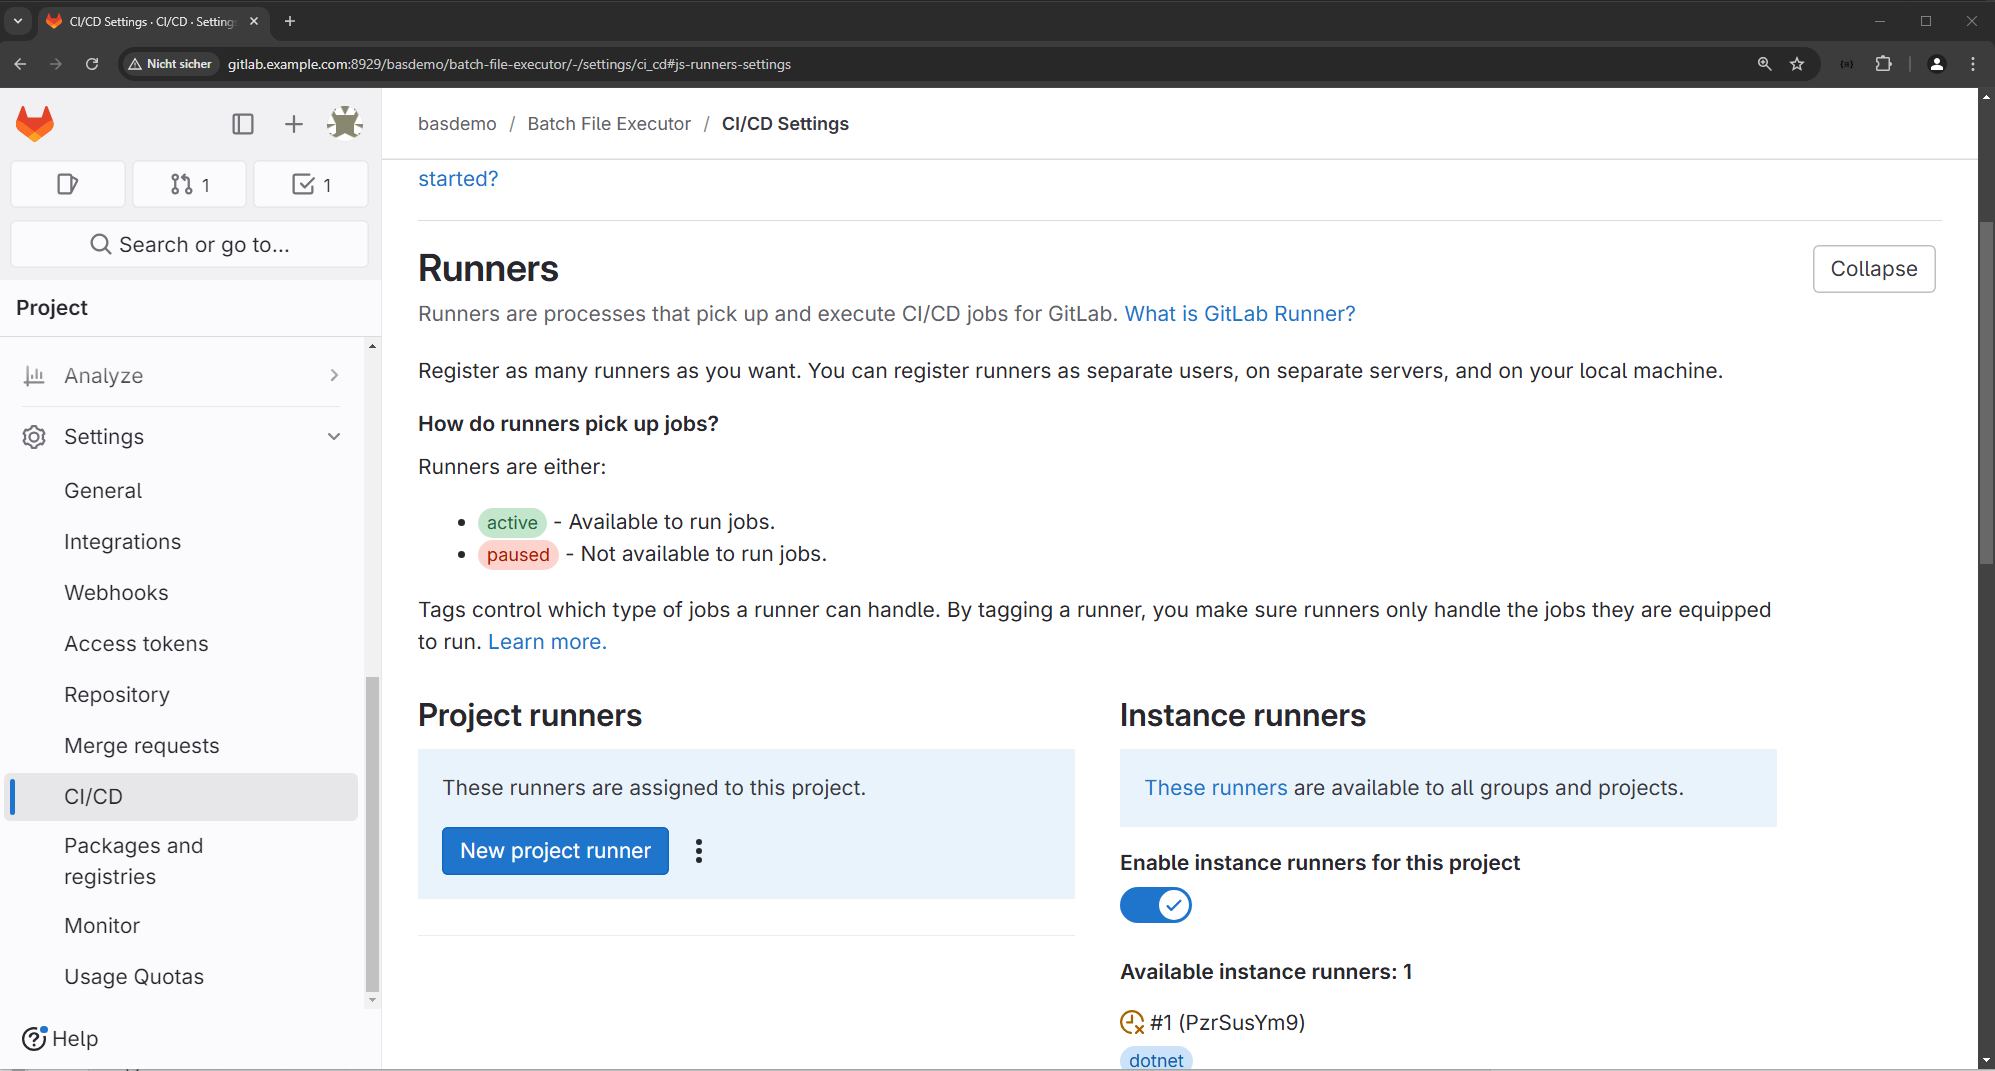 CI/CD Settings · CI/CD · Setting
Nicht sicher
gitlab.example.com:8929/basdemo/batch-file-executor/-/settings/ci_cd#js-runners-settings
basdemo / Batch File Executor / CI/CD Settings
1
1
Search or go to...
Project
Analyze
Settings
General
Integrations
Webhooks
Access tokens
Repository
Merge requests
CI/CD
Packages and
registries
Monitor
Usage Quotas
Help
started?
Runners
Collapse
Runners are processes that pick up and execute CI/CD jobs for GitLab. What is GitLab Runner?
Register as many runners as you want. You can register runners as separate users, on separate servers, and on your local machine.
How do runners pick up jobs?
Runners are either:
• active - Available to run jobs.
• paused - Not available to run jobs.
Tags control which type of jobs a runner can handle. By tagging a runner, you make sure runners only handle the jobs they are equipped
to run. Learn more.
Project runners
These runners are assigned to this project.
New project runner
Instance runners
These runners are available to all groups and projects.
Enable instance runners for this project
Available instance runners: 1
#1 (PzrSusYm9)
dotnet